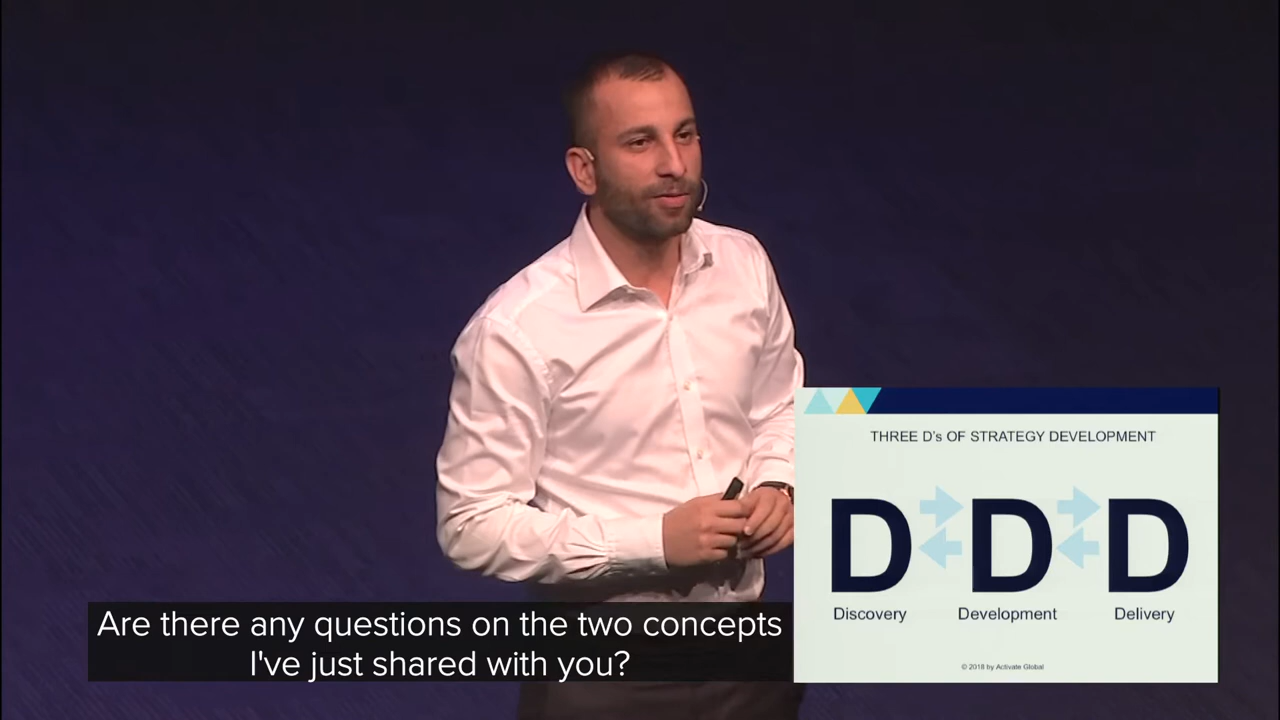 Are there any questions on the two concepts
I've just shared with you?
THREE D's OF STRATEGY DEVELOPMENT
D D D
Discovery Development Delivery
© 2018 by Activate Global